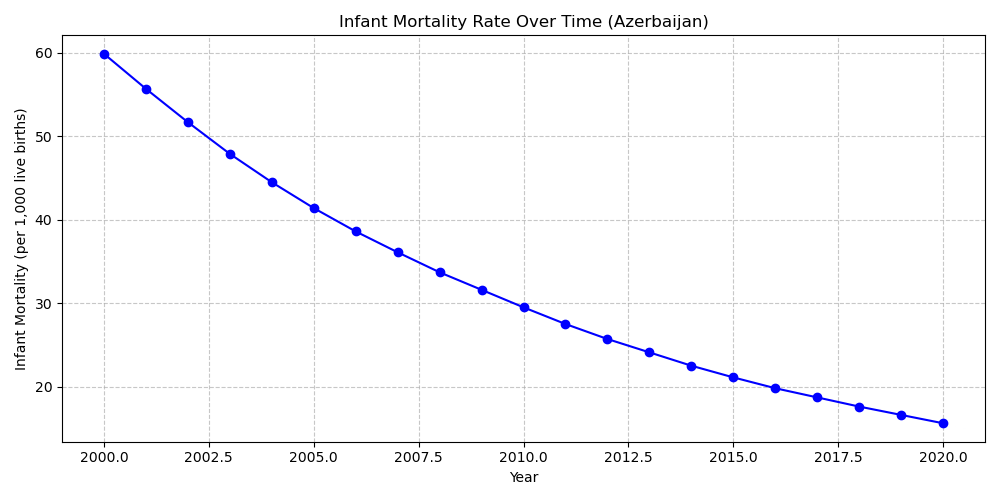 Infant Mortality Rate Over Time (Azerbaijan)
Infant Mortality (per 1,000 live births)
60
50
40
30
20
2000.0 2002.5 2005.0 2007.5 2010.0 2012.5 2015.0 2017.5 2020.0
Year